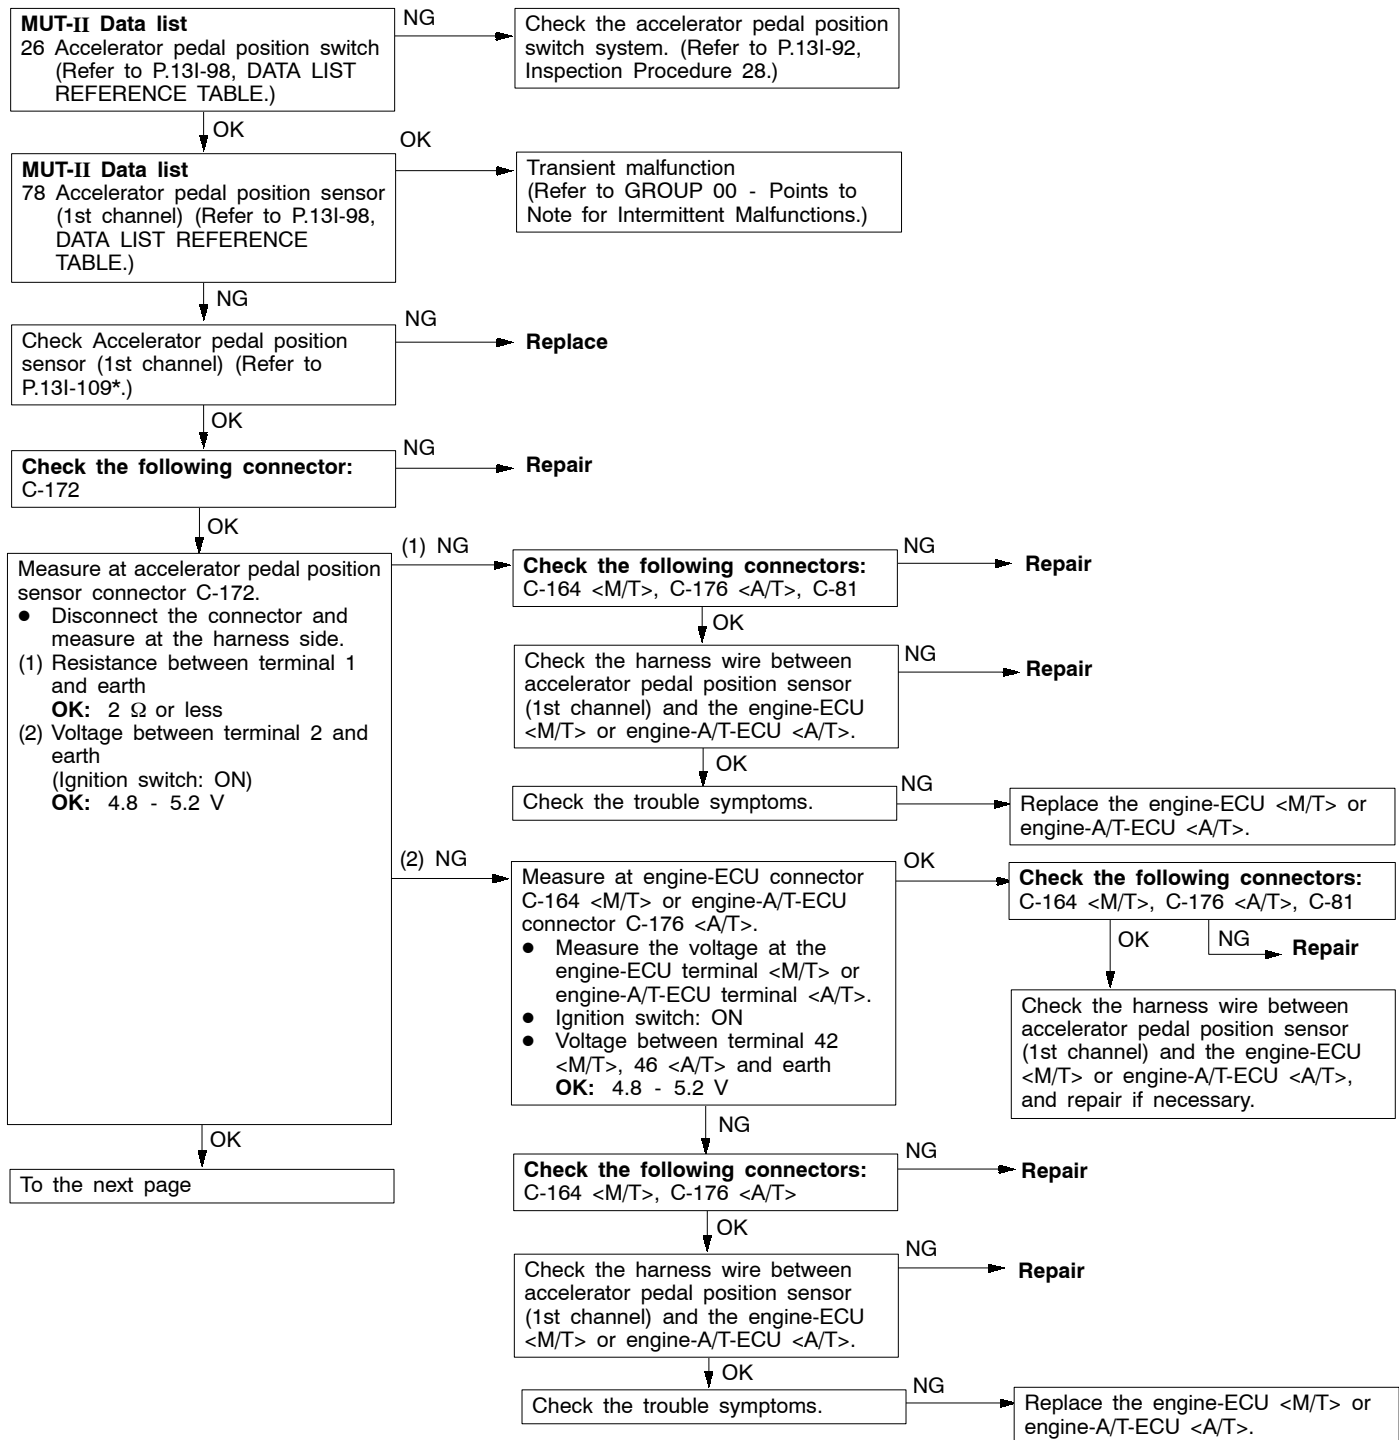 MUT-II Data list
26 Accelerator pedal position switch
(Refer to P.13I-98, DATA LIST
REFERENCE TABLE.)
NG
Check the accelerator pedal position
switch system. (Refer to P.13I-92,
Inspection Procedure 28.)
OK
MUT-II Data list
78 Accelerator pedal position sensor
(1st channel) (Refer to P.13I-98,
DATA LIST REFERENCE
TABLE.)
OK
Transient malfunction
(Refer to GROUP 00 - Points to
Note for Intermittent Malfunctions.)
NG
Check Accelerator pedal position
sensor (1st channel) (Refer to
P.13I-109*.)
NG
Replace
OK
Check the following connector:
C-172
NG
Repair
OK
Measure at accelerator pedal position
sensor connector C-172.
● Disconnect the connector and
measure at the harness side.
(1) Resistance between terminal 1
and earth
OK: 2 Ω or less
(2) Voltage between terminal 2 and
earth
(Ignition switch: ON)
OK: 4.8 - 5.2 V
(1) NG
Check the following connectors:
C-164 <M/T>, C-176 <A/T>, C-81
NG
Repair
OK
Check the harness wire between
accelerator pedal position sensor
(1st channel) and the engine-ECU
<M/T> or engine-A/T-ECU <A/T>.
NG
Repair
OK
Check the trouble symptoms.
NG
Replace the engine-ECU <M/T> or
engine-A/T-ECU <A/T>.
(2) NG
Measure at engine-ECU connector
C-164 <M/T> or engine-A/T-ECU
connector C-176 <A/T>.
● Measure the voltage at the
engine-ECU terminal <M/T> or
engine-A/T-ECU terminal <A/T>.
● Ignition switch: ON
● Voltage between terminal 42
<M/T>, 46 <A/T> and earth
OK: 4.8 - 5.2 V
OK
Check the following connectors:
C-164 <M/T>, C-176 <A/T>, C-81
OK
NG
Repair
Check the harness wire between
accelerator pedal position sensor
(1st channel) and the engine-ECU
<M/T> or engine-A/T-ECU <A/T>,
and repair if necessary.
NG
Check the following connectors:
C-164 <M/T>, C-176 <A/T>
NG
Repair
OK
Check the harness wire between
accelerator pedal position sensor
(1st channel) and the engine-ECU
<M/T> or engine-A/T-ECU <A/T>.
NG
Repair
OK
Check the trouble symptoms.
NG
Replace the engine-ECU <M/T> or
engine-A/T-ECU <A/T>.
OK
To the next page